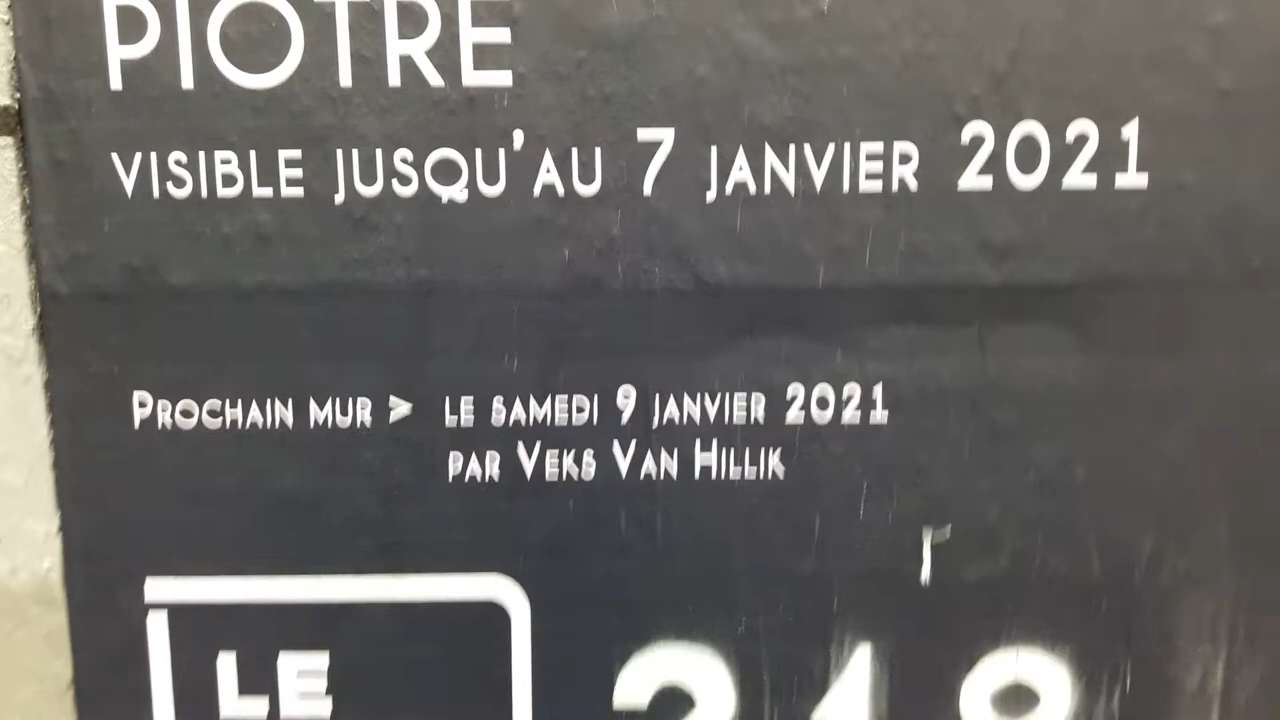 PIOTRE
VISIBLE JUSQU'AU 7 JANVIER 2021
PROCHAIN MUR > LE SAMEDI 9 JANVIER 2021
PAR VEKS VAN HILLIK
LE